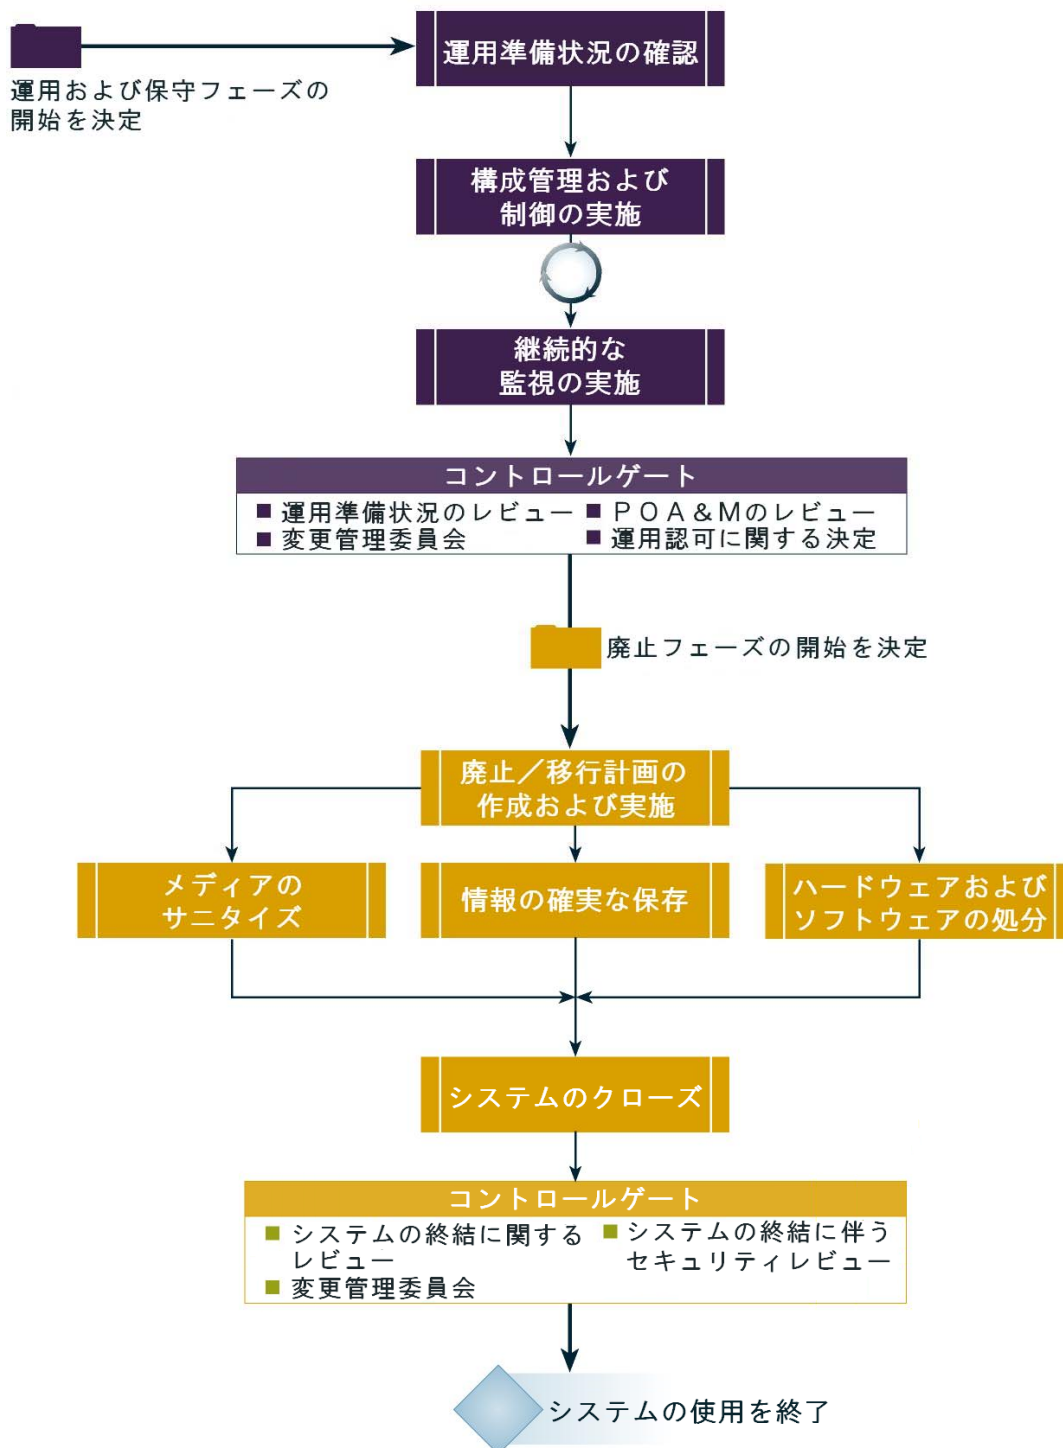 運用準備状況の確認
運用および保守フェーズの
開始を決定
構成管理および
制御の実施
継続的な
監視の実施
コントロールゲート
■ 運用準備状況のレビュー
■ 変更管理委員会
■ POA&Mのレビュー
■ 運用認可に関する決定
廃止フェーズの開始を決定
廃止／移行計画の
作成および実施
メディアの
サニタイズ
情報の確実な保存
ハードウェアおよび
ソフトウェアの処分
システムのクローズ
コントロールゲート
■ システムの終結に関する
レビュー
■ 変更管理委員会
■ システムの終結に伴う
セキュリティレビュー
システムの使用を終了